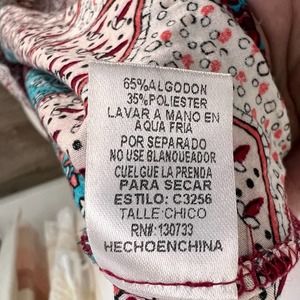 65%ALGODON
35%POLIESTER
LAVAR A MANO EN
AQUA FRIA
POR SEPARADO
NO USE BLANQUEADOR
CUELGUE LA PRENDA
PARA SECAR
ESTILO: C3256
TALLE:CHICO
RN#:130733
HECHOENCHINA